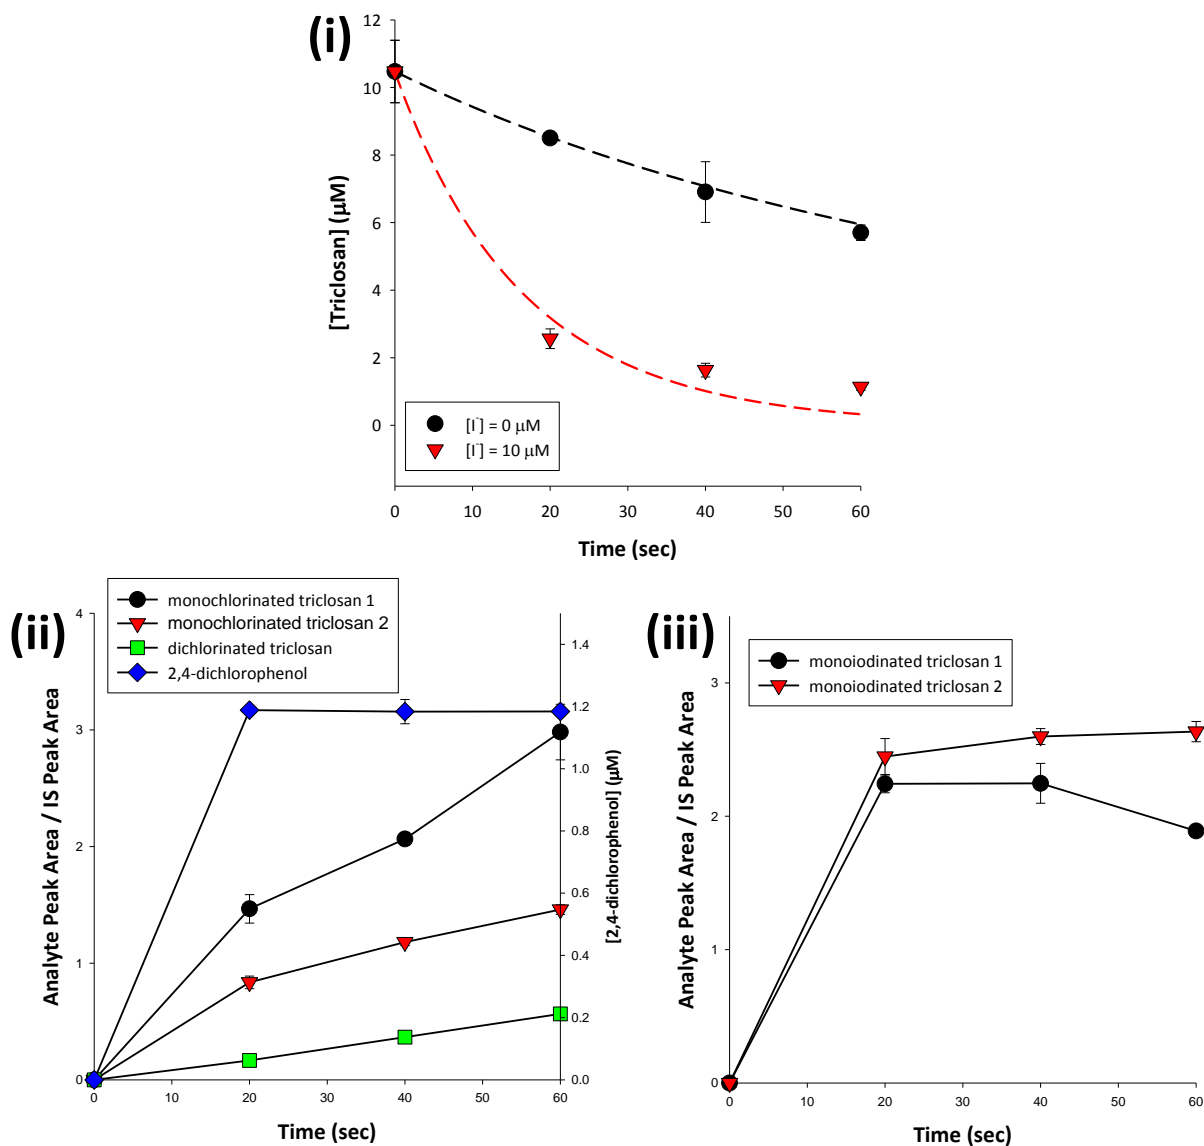 (i)
12
10
8
6
4
2
0
[Triclosan] (μM)
[I-] = 0 μM
[I-] = 10 μM
0 10 20 30 40 50 60
Time (sec)
(ii)
monochlorinated triclosan 1
monochlorinated triclosan 2
dichlorinated triclosan
2,4-dichlorophenol
4
3
2
1
0
Analyte Peak Area / IS Peak Area
1.4
1.2
1.0
0.8
0.6
0.4
0.2
0.0
[2,4-dichlorophenol] (μM)
0 10 20 30 40 50 60
Time (sec)
(iii)
monoiodinated triclosan 1
monoiodinated triclosan 2
3
2
1
0
Analyte Peak Area / IS Peak Area
0 10 20 30 40 50 60
Time (sec)